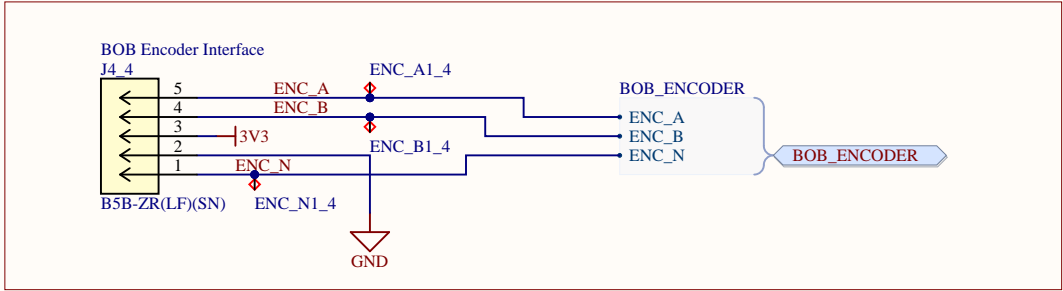 BOB Encoder Interface
J4_4
5
ENC_A
ENC_A1_4
4
ENC_B
3
3V3
ENC_B1_4
2
1
ENC_N
B5B-ZR(LF)(SN)
ENC_N1_4
GND
BOB_ENCODER
ENC_A
ENC_B
ENC_N
BOB_ENCODER